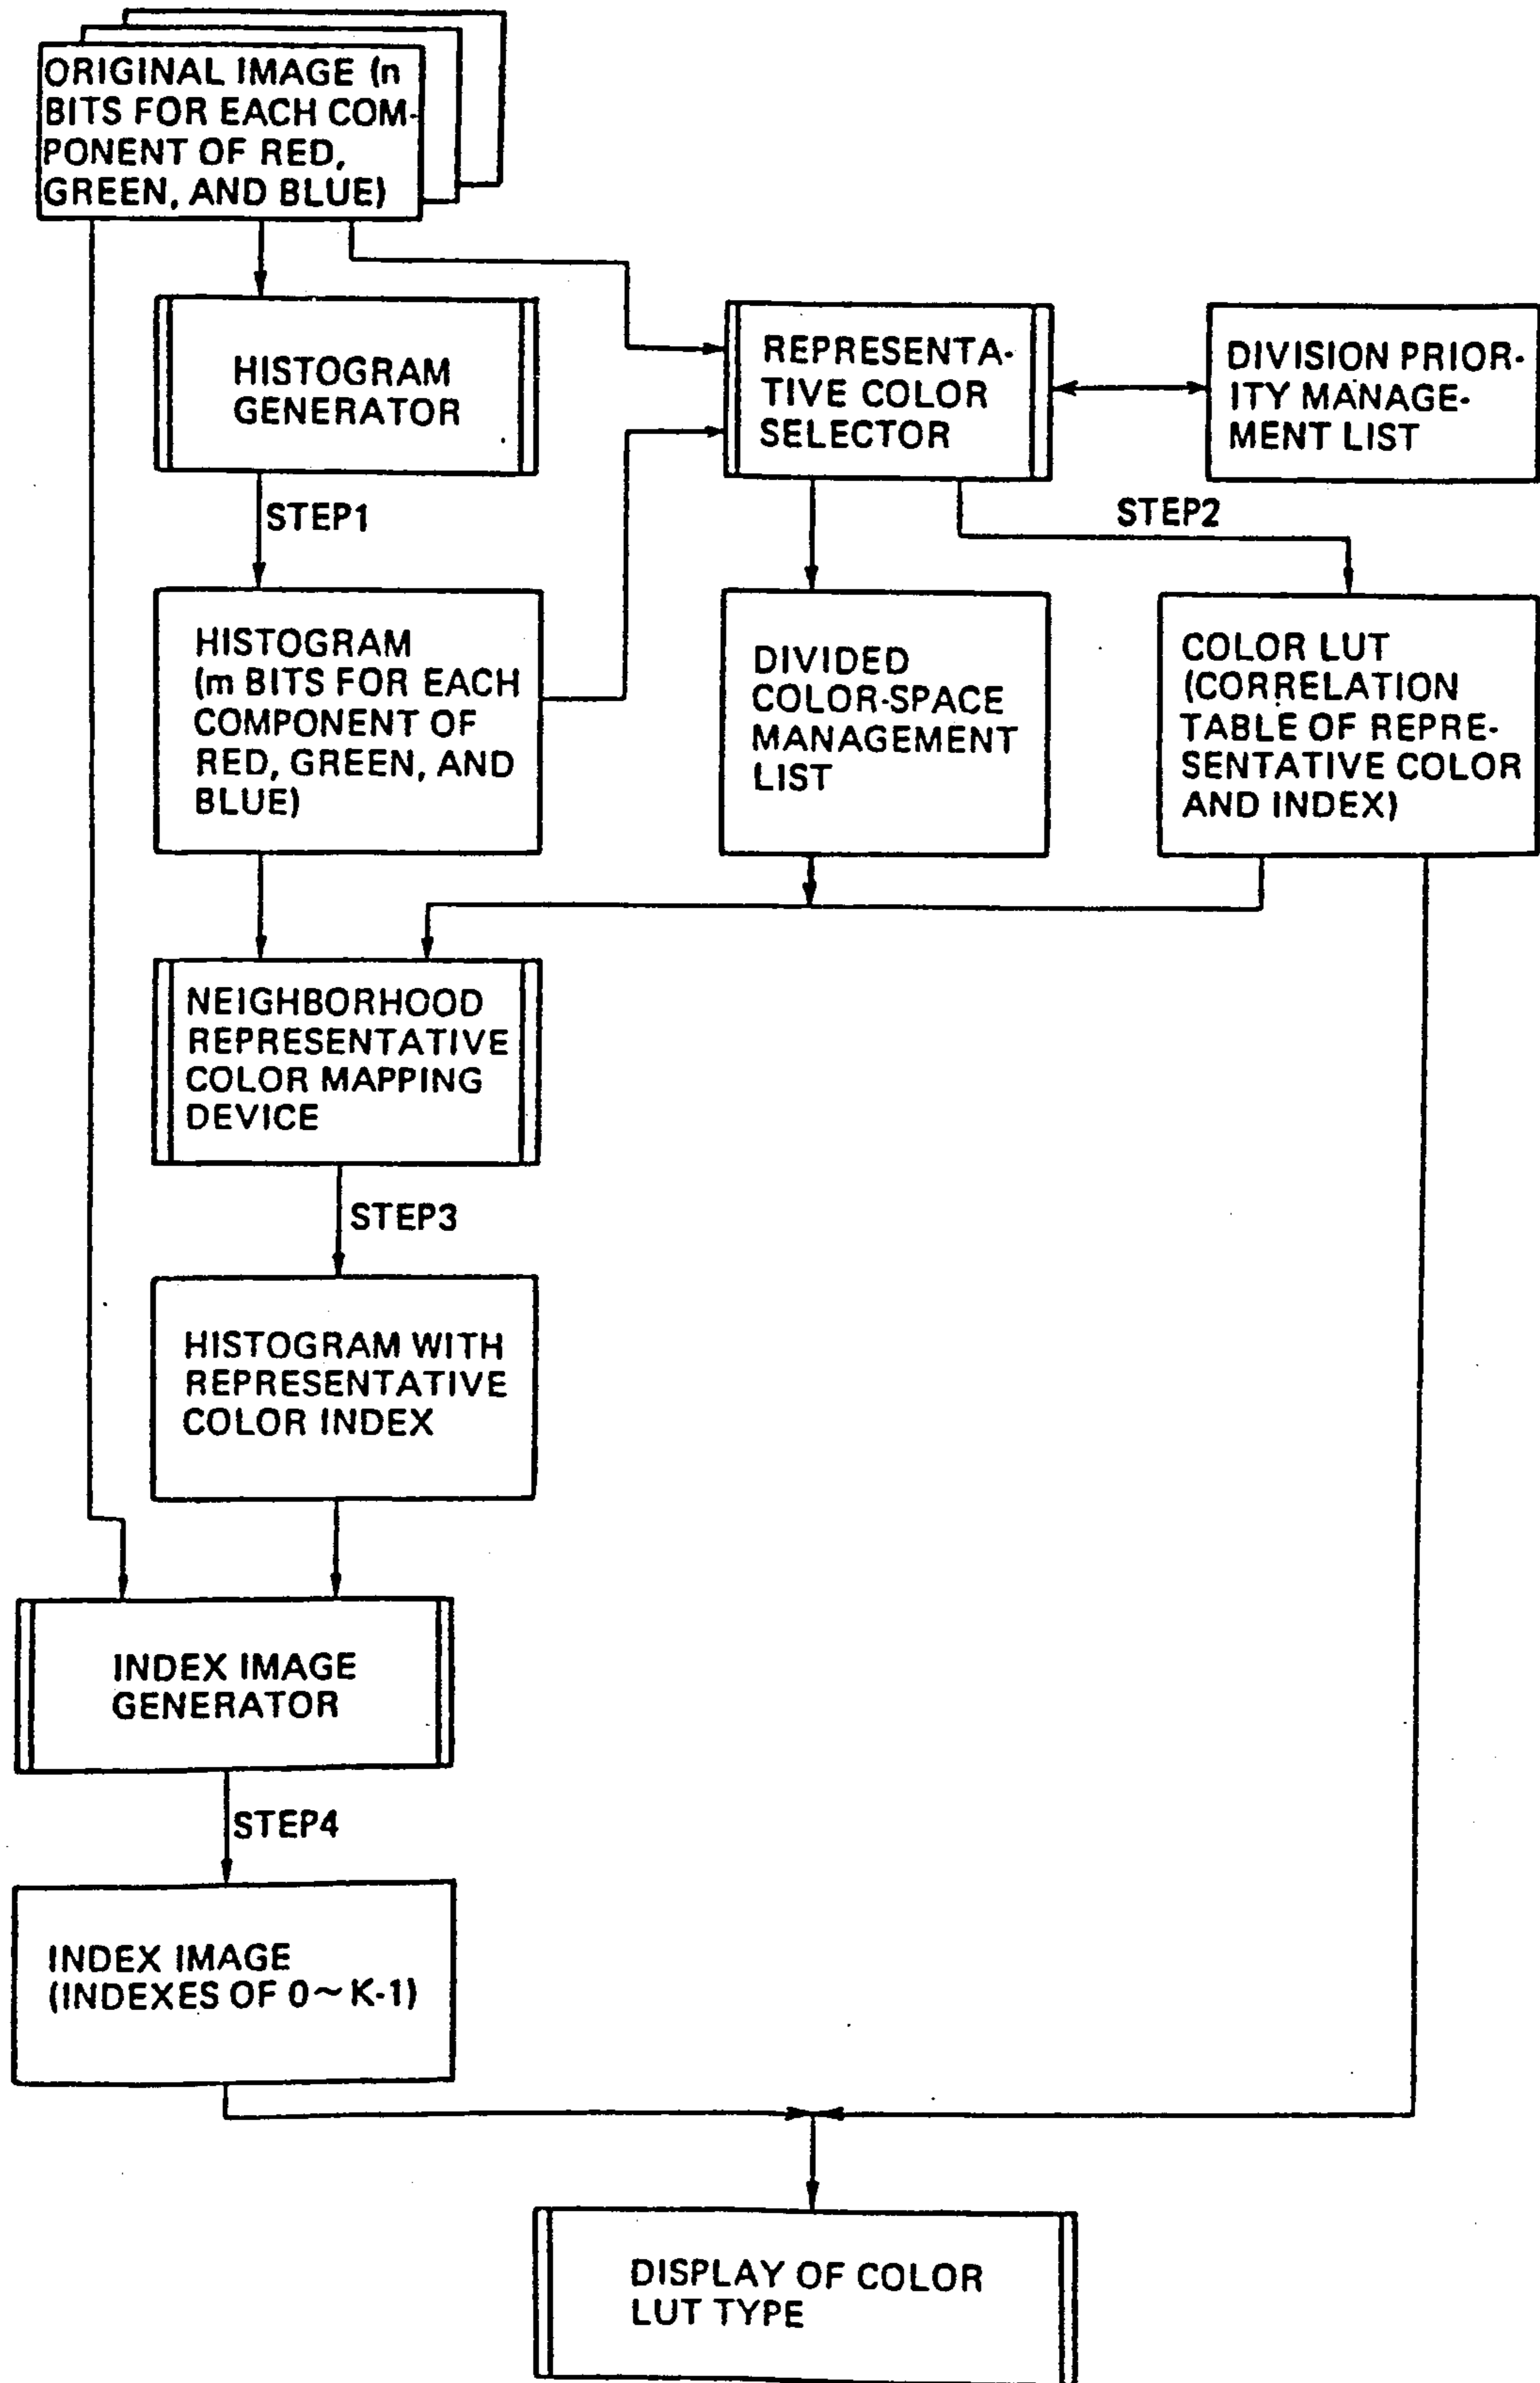 ORIGINAL IMAGE (n
BITS FOR EACH COM-
PONENT OF RED,
GREEN, AND BLUE)
HISTOGRAM
GENERATOR
REPRESENTA-
TIVE COLOR
SELECTOR
DIVISION PRIOR-
ITY MANAGE-
MENT LIST
STEP1
STEP2
HISTOGRAM
(m BITS FOR EACH
COMPONENT OF
RED, GREEN, AND
BLUE)
DIVIDED
COLOR-SPACE
MANAGEMENT
LIST
COLOR LUT
(CORRELATION
TABLE OF REPRE-
SENTATIVE COLOR
AND INDEX)
NEIGHBORHOOD
REPRESENTATIVE
COLOR MAPPING
DEVICE
STEP3
HISTOGRAM WITH
REPRESENTATIVE
COLOR INDEX
INDEX IMAGE
GENERATOR
STEP4
INDEX IMAGE
(INDEXES OF 0~K-1)
DISPLAY OF COLOR
LUT TYPE